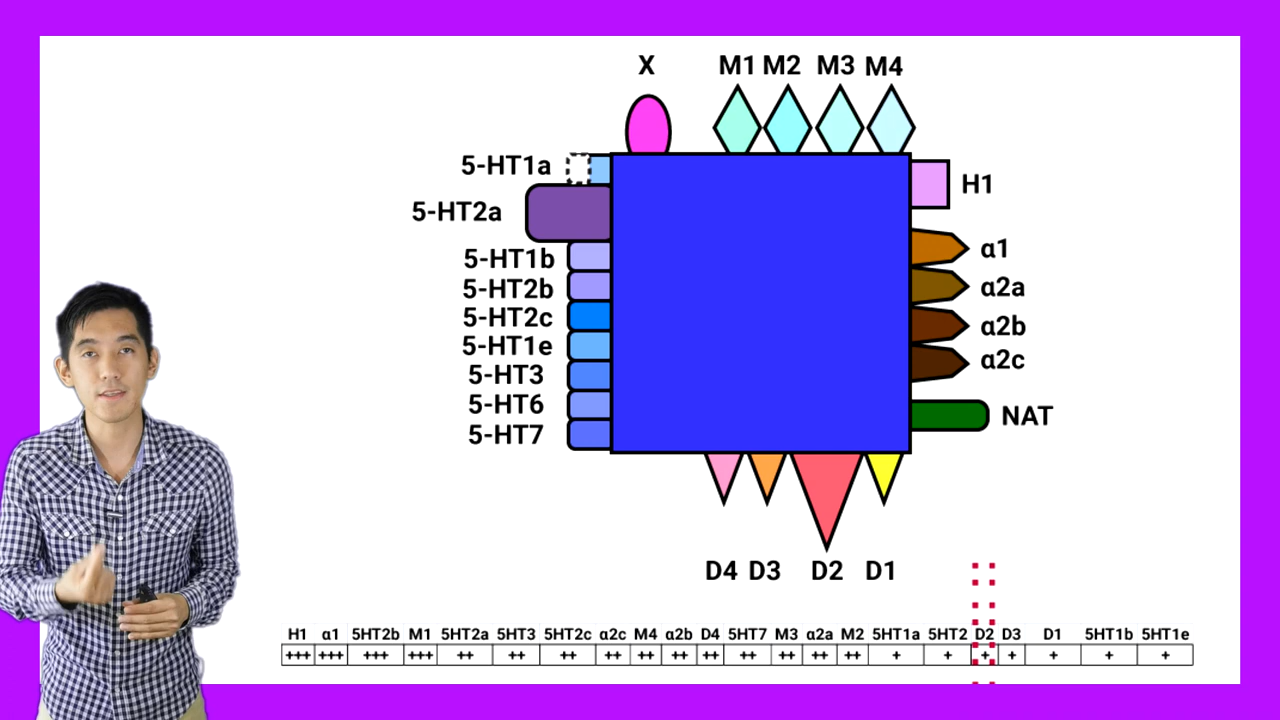 X M1 M2 M3 M4
5-HT1a
H1
5-HT2a
α1
5-HT1b
5-HT2b
α2a
5-HT2c
α2b
5-HT1e
α2c
5-HT3
5-HT6
NAT
5-HT7
D4 D3 D2 D1
H1 α1 5HT2b M1 5HT2a 5HT3 5HT2c α2c M4 α2b D4 5HT7 M3 α2a M2 5HT1a 5HT2 D2 D3 D1 5HT1b 5HT1e
+++ +++ +++ +++ ++ ++ ++ ++ ++ ++ ++ ++ ++ ++ ++ + + + + + + +